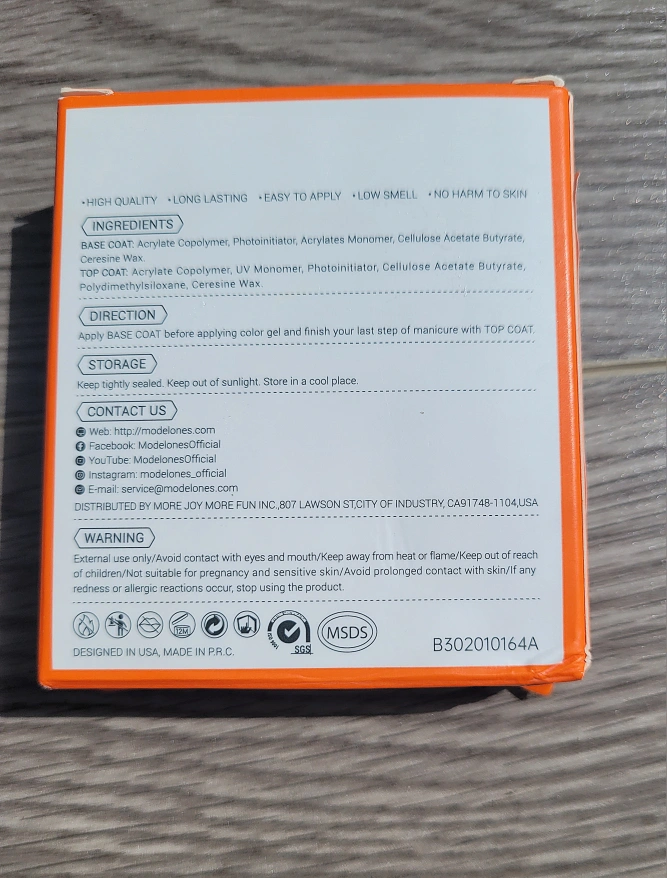 •HIGH QUALITY •LONG LASTING •EASY TO APPLY •LOW SMELL •NO HARM TO SKIN
INGREDIENTS
BASE COAT: Acrylate Copolymer, Photoinitiator, Acrylates Monomer, Cellulose Acetate Butyrate,
Ceresine Wax.
TOP COAT: Acrylate Copolymer, UV Monomer, Photoinitiator, Cellulose Acetate Butyrate,
Polydimethylsiloxane, Ceresine Wax.
DIRECTION
Apply BASE COAT before applying color gel and finish your last step of manicure with TOP COAT.
STORAGE
Keep tightly sealed. Keep out of sunlight. Store in a cool place.
CONTACT US
Web: http://modelones.com
Facebook: ModelonesOfficial
YouTube: ModelonesOfficial
Instagram: modelones_official
E-mail: service@modelones.com
DISTRIBUTED BY MORE JOY MORE FUN INC.,807 LAWSON ST,CITY OF INDUSTRY, CA91748-1104,USA
WARNING
External use only/Avoid contact with eyes and mouth/Keep away from heat or flame/Keep out of reach
of children/Not suitable for pregnancy and sensitive skin/Avoid prolonged contact with skin/If any
redness or allergic reactions occur, stop using the product.
12M SGS MSDS
DESIGNED IN USA, MADE IN P.R.C. B302010164A